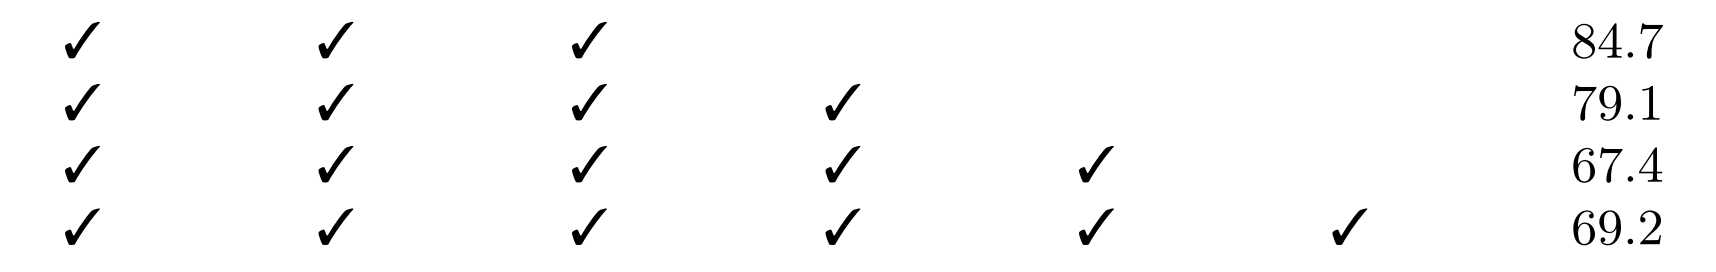 ✓ ✓ ✓ 84.7
✓ ✓ ✓ ✓ 79.1
✓ ✓ ✓ ✓ ✓ 67.4
✓ ✓ ✓ ✓ ✓ ✓ 69.2